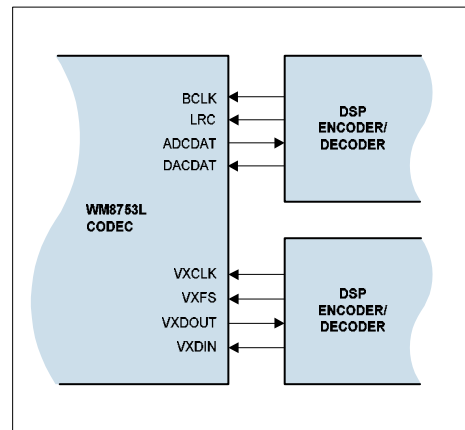 BCLK
LRC
ADCDAT
DACDAT
DSP
ENCODER/
DECODER
WM8753L
CODEC
VXCLK
VXFS
VXDOUT
VXDIN
DSP
ENCODER/
DECODER